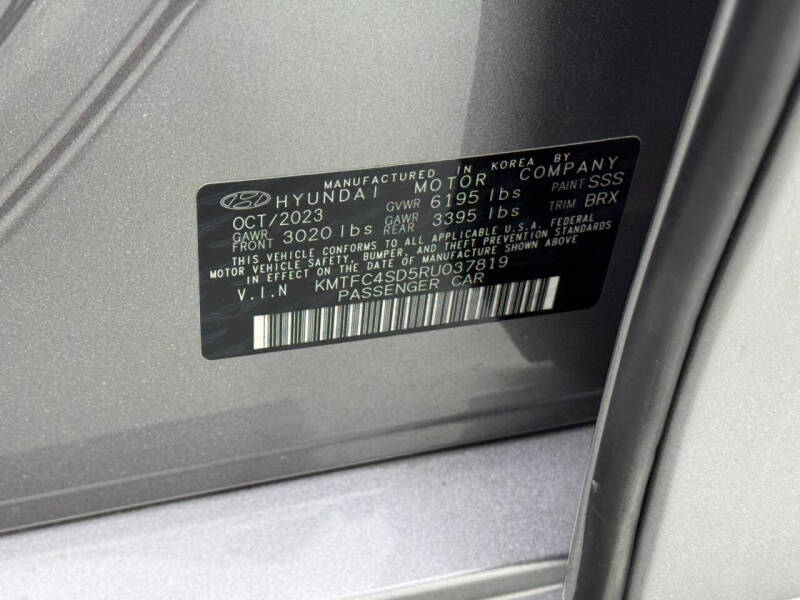 MANUFACTURED IN KOREA BY
HYUNDAI MOTOR COMPANY
OCT/2023 GVWR 6195 lbs PAINT SSS
GAWR FRONT 3020 lbs GAWR REAR 3395 lbs TRIM BRX
THIS VEHICLE CONFORMS TO ALL APPLICABLE U.S.A. FEDERAL
MOTOR VEHICLE SAFETY, BUMPER, AND THEFT PREVENTION STANDARDS
IN EFFECT ON THE DATE OF MANUFACTURE SHOWN ABOVE
V.I.N KMTFC4SD5RU037819
PASSENGER CAR